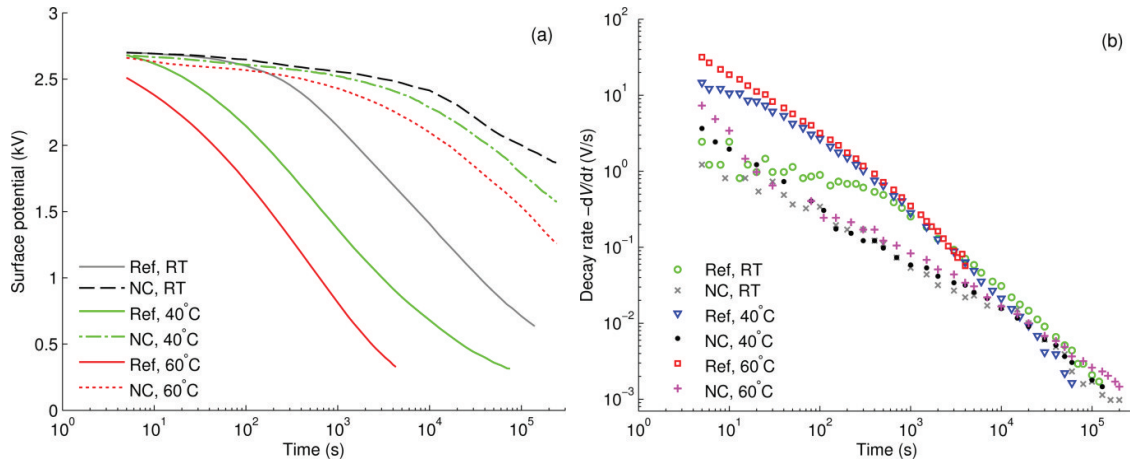 (a)
Surface potential (kV)
3
2.5
2
1.5
1
0.5
0
Ref, RT
NC, RT
Ref, 40°C
NC, 40°C
Ref, 60°C
NC, 60°C
10^0 10^1 10^2 10^3 10^4 10^5
Time (s)
(b)
Decay rate −dV/dt (V/s)
10^2
10^1
10^0
10^−1
10^−2
10^−3
Ref, RT
NC, RT
Ref, 40°C
NC, 40°C
Ref, 60°C
NC, 60°C
10^0 10^1 10^2 10^3 10^4 10^5
Time (s)